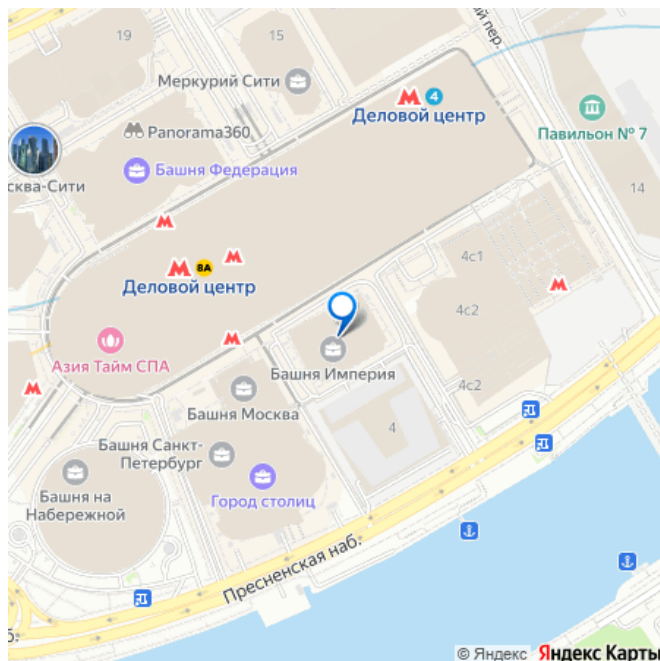 19
15
ый пер.
Меркурий Сити
4
Деловой центр
Panorama360
Павильон № 7
сква-Сити
Башня Федерация
14
8А
Деловой центр
4с1
4с2
Азия Тайм СПА
Башня Империя
4с2
Башня Москва
4
Башня Санкт-
Петербург
Башня на
Набережной
Город столиц
Пресненская наб.
б.
© Яндекс Яндекс Карты